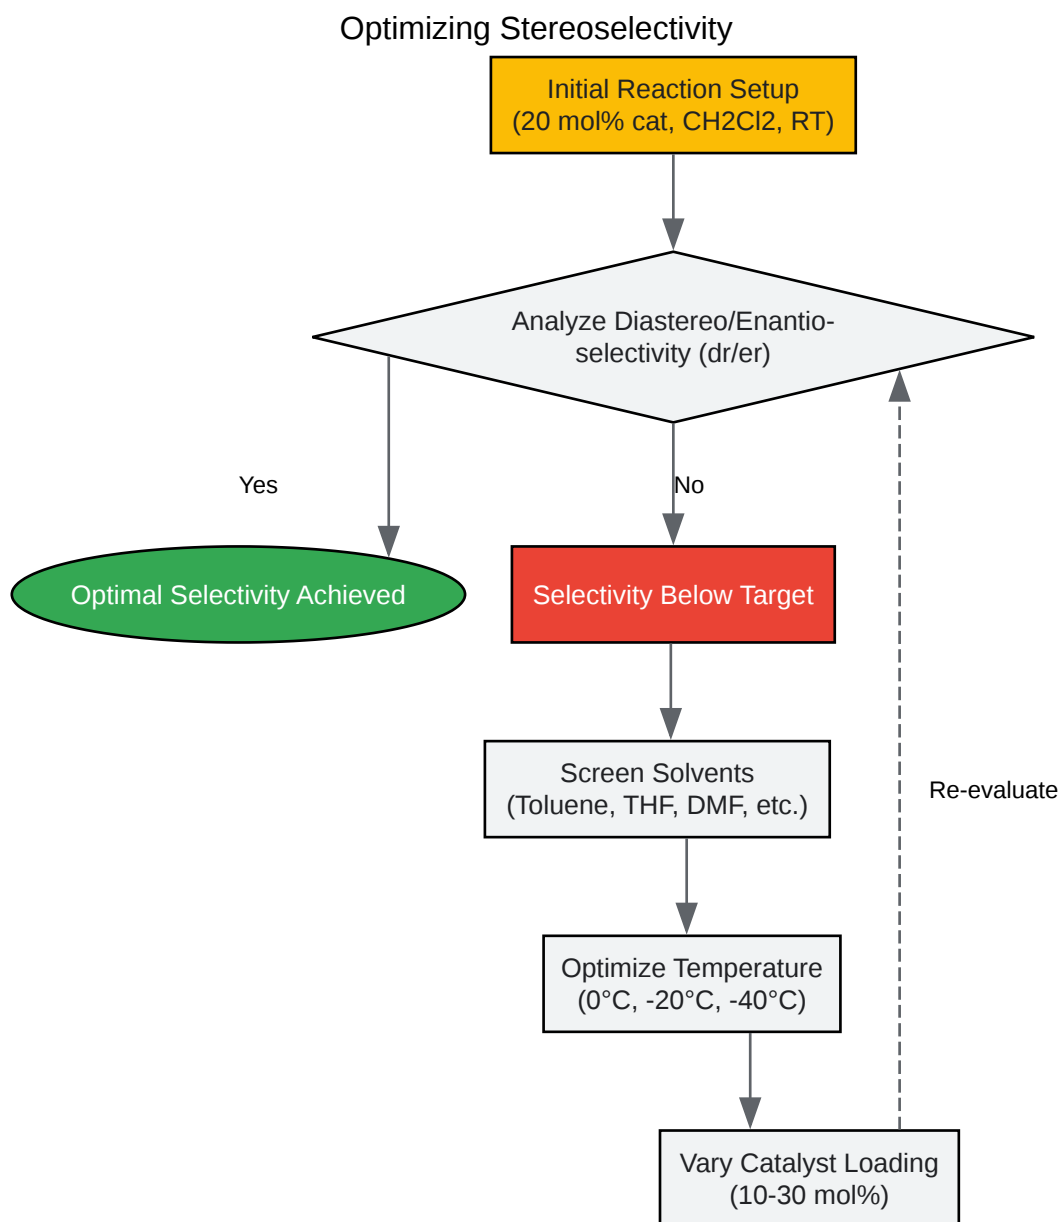 Optimizing Stereoselectivity
Initial Reaction Setup
(20 mol% cat, CH2Cl2, RT)
Analyze Diastereo/Enantio-
selectivity (dr/er)
Yes
No
Optimal Selectivity Achieved
Selectivity Below Target
Screen Solvents
(Toluene, THF, DMF, etc.)
Re-evaluate
Optimize Temperature
(0°C, -20°C, -40°C)
Vary Catalyst Loading
(10-30 mol%)